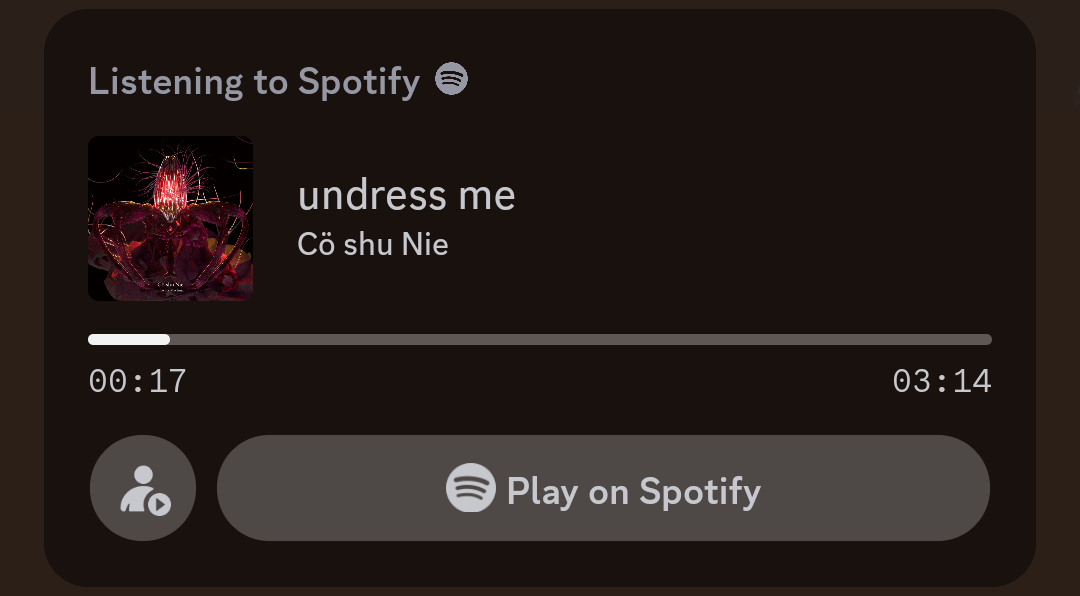 Listening to Spotify
undress me
Cö shu Nie
00:17
03:14
Play on Spotify